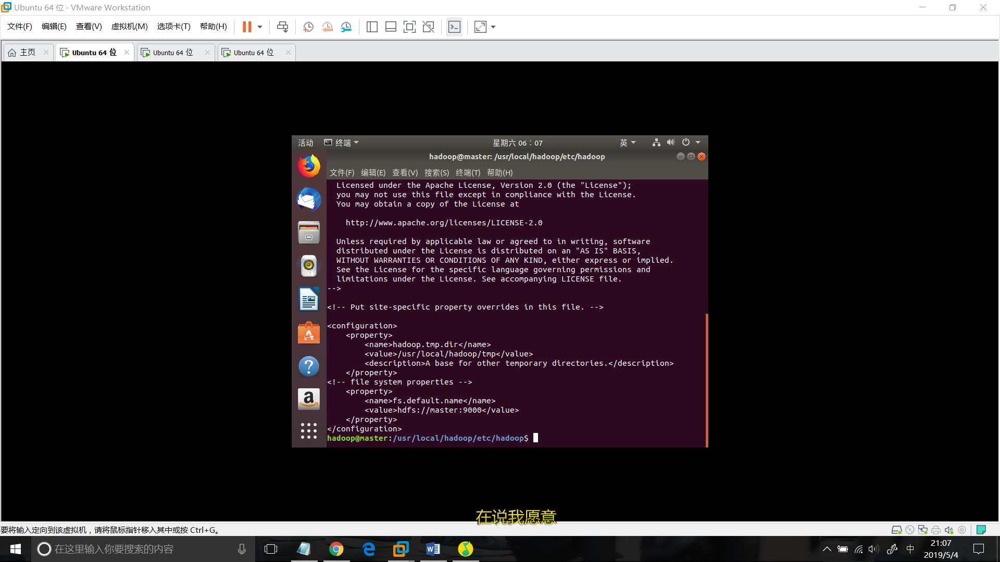 Ubuntu 64 位 - VMware Workstation
文件(F) 编辑(E) 查看(V) 虚拟机(M) 选项卡(T) 帮助(H)
主页 Ubuntu 64 位 Ubuntu 64 位 Ubuntu 64 位
活动 终端 星期六 06：07 英
hadoop@master: /usr/local/hadoop/etc/hadoop
文件(F) 编辑(E) 查看(V) 搜索(S) 终端(T) 帮助(H)
Licensed under the Apache License, Version 2.0 (the "License");
you may not use this file except in compliance with the License.
You may obtain a copy of the License at
http://www.apache.org/licenses/LICENSE-2.0
Unless required by applicable law or agreed to in writing, software
distributed under the License is distributed on an "AS IS" BASIS,
WITHOUT WARRANTIES OR CONDITIONS OF ANY KIND, either express or implied.
See the License for the specific language governing permissions and
limitations under the License. See accompanying LICENSE file.
-->
<!-- Put site-specific property overrides in this file. -->
<configuration>
<property>
<name>hadoop.tmp.dir</name>
<value>/usr/local/hadoop/tmp</value>
<description>A base for other temporary directories.</description>
</property>
<!-- file system properties -->
<property>
<name>fs.default.name</name>
<value>hdfs://master:9000</value>
</property>
</configuration>
hadoop@master:/usr/local/hadoop/etc/hadoop$
在说我愿意
要将输入定向到该虚拟机，请将鼠标指针移入其中或按 Ctrl+G。
在这里输入你要搜索的内容
中
21:07
2019/5/4